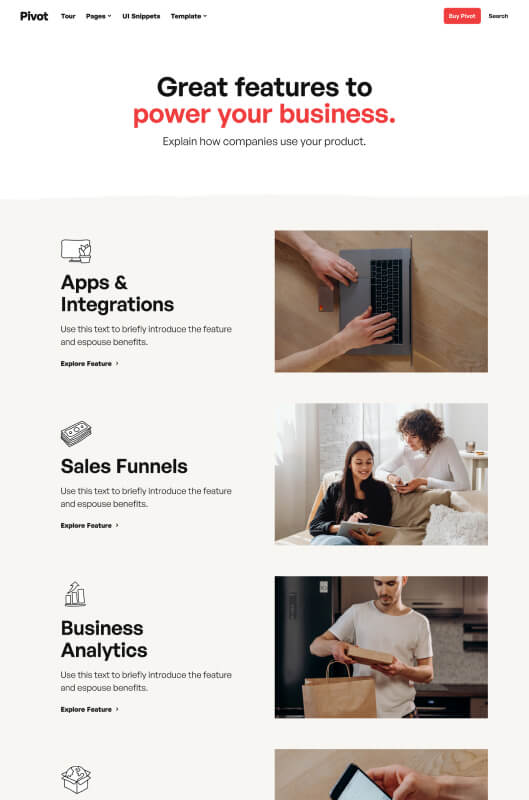 Pivot Tour Pages UI Snippets Template Buy Pivot Search
Great features to
power your business.
Explain how companies use your product.
Apps &
Integrations
Use this text to briefly introduce the feature
and espouse benefits.
Explore Feature
Sales Funnels
Use this text to briefly introduce the feature
and espouse benefits.
Explore Feature
Business
Analytics
Use this text to briefly introduce the feature
and espouse benefits.
Explore Feature